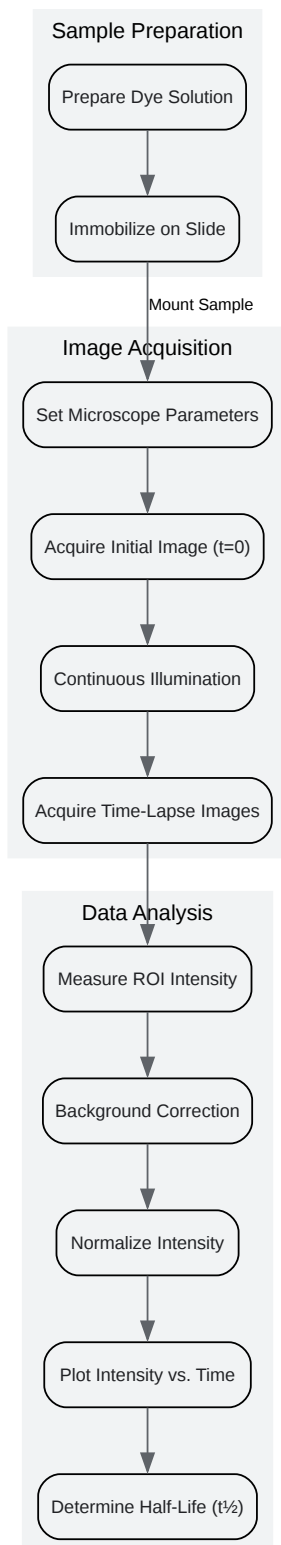 Sample Preparation
Prepare Dye Solution
Immobilize on Slide
Mount Sample
Image Acquisition
Set Microscope Parameters
Acquire Initial Image (t=0)
Continuous Illumination
Acquire Time-Lapse Images
Data Analysis
Measure ROI Intensity
Background Correction
Normalize Intensity
Plot Intensity vs. Time
Determine Half-Life (t½)